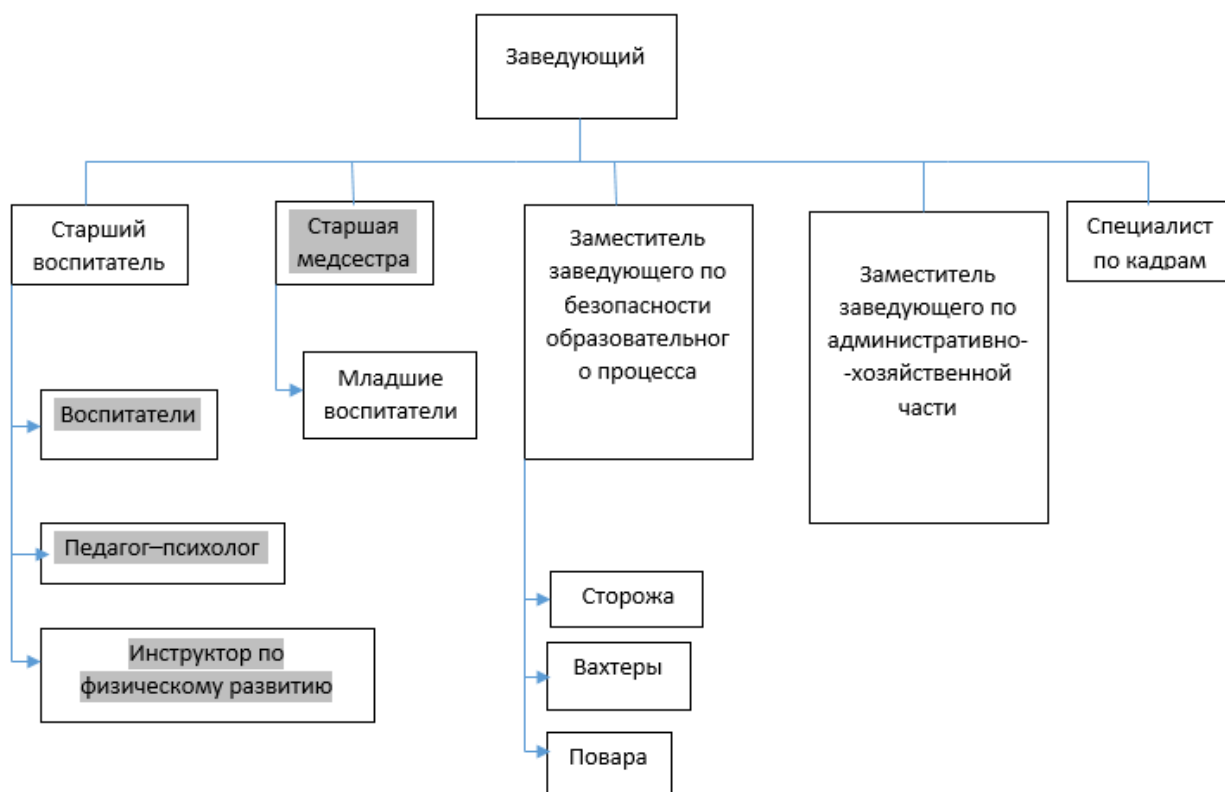 Заведующий
Старший
воспитатель
Старшая
медсестра
Заместитель
заведующего по
безопасности
образовательног
о процесса
Заместитель
заведующего по
административно-
-хозяйственной
части
Специалист
по кадрам
Воспитатели
Педагог–психолог
Инструктор по
физическому развитию
Младшие
воспитатели
Сторожа
Вахтеры
Повара